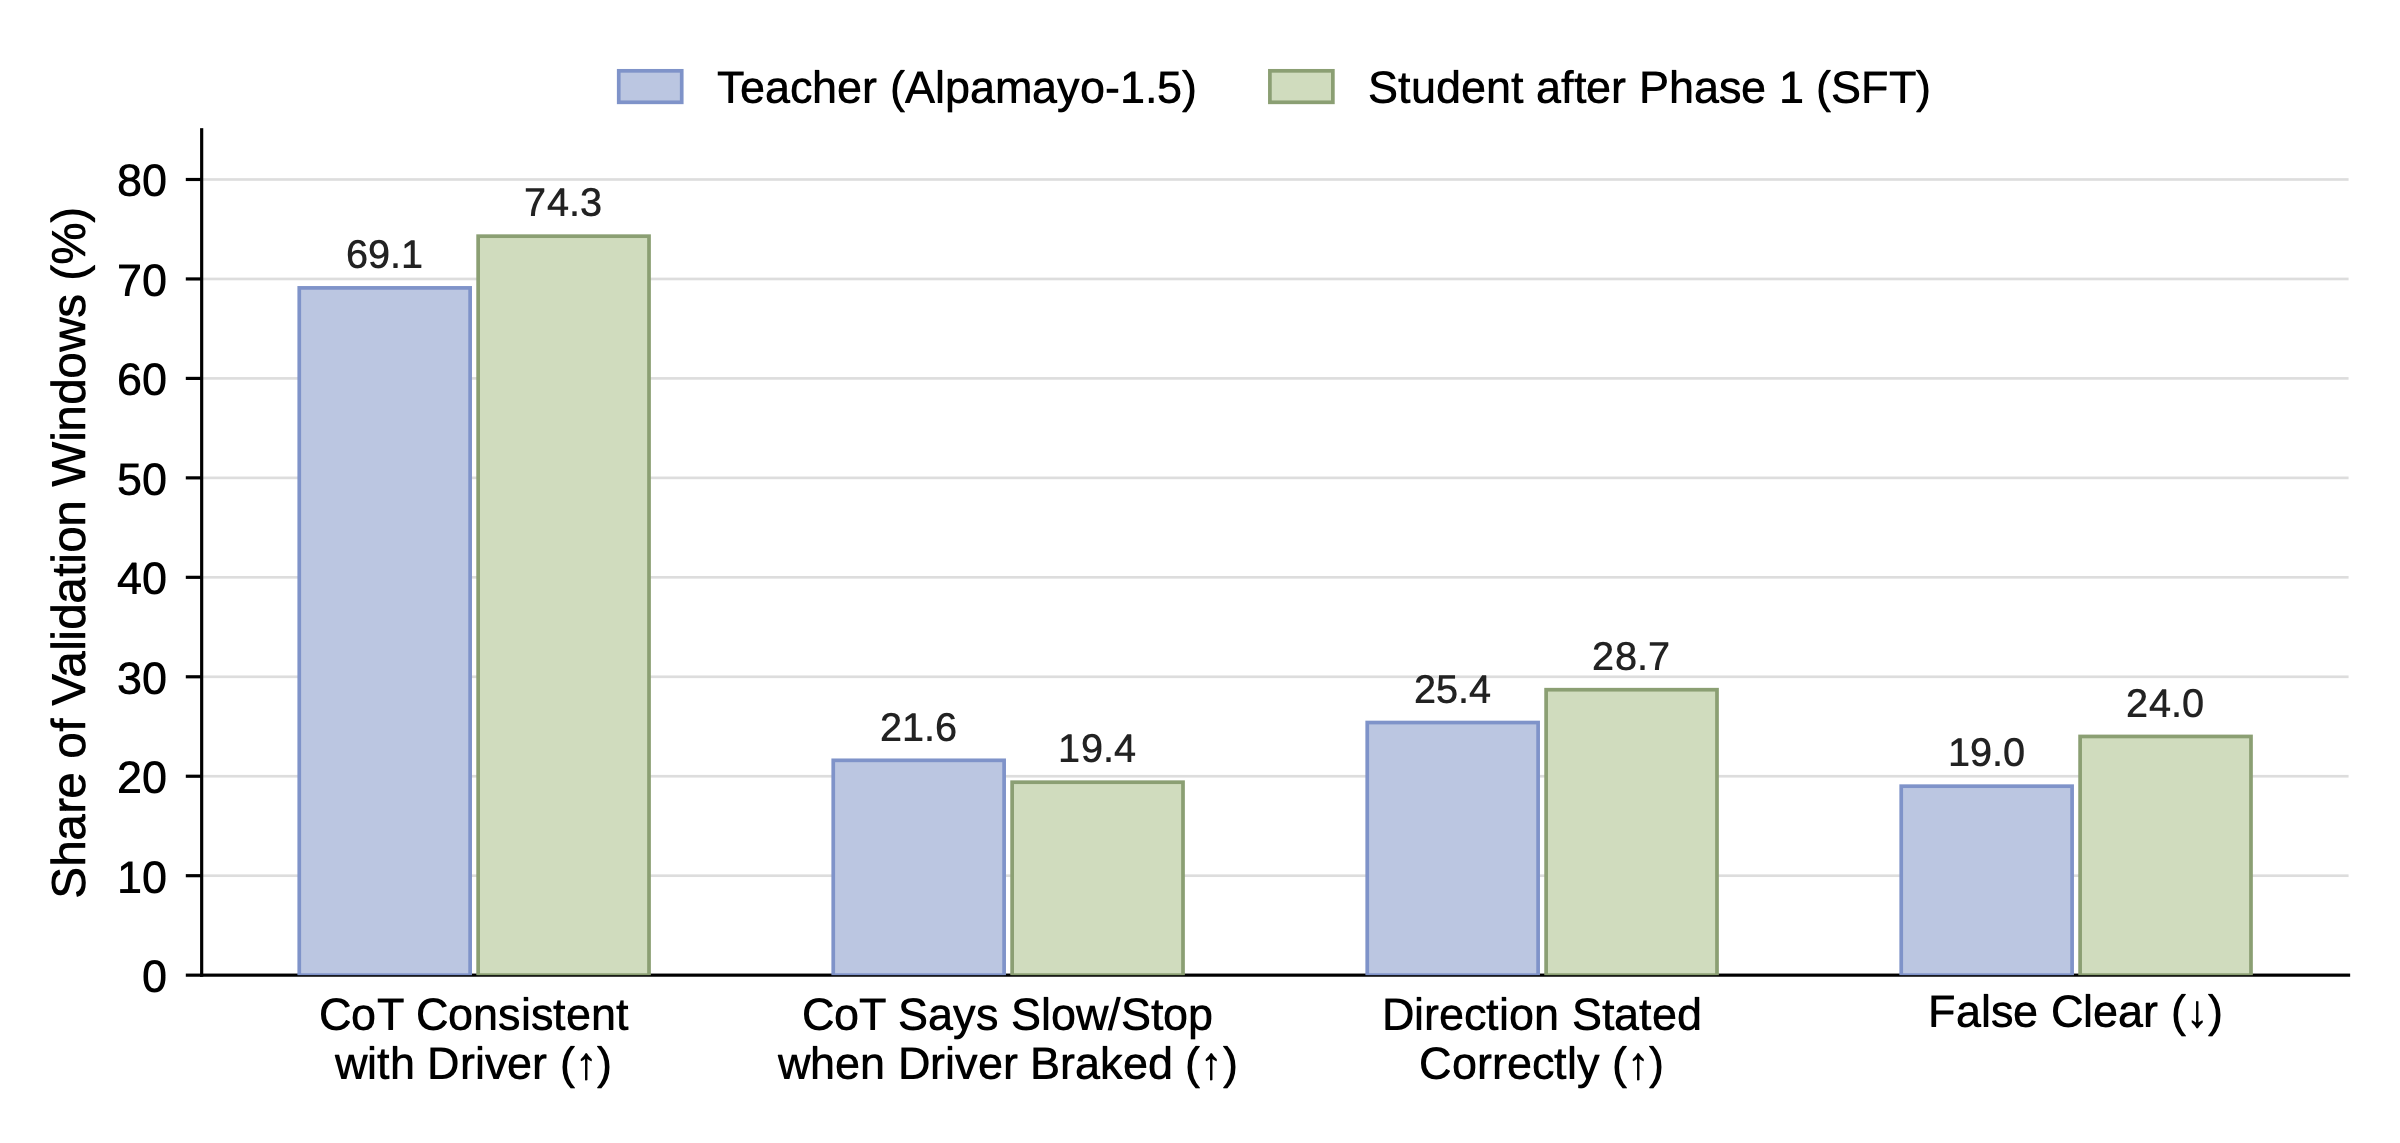 Teacher (Alpamayo-1.5)
Student after Phase 1 (SFT)
Share of Validation Windows (%)
80
70
60
50
40
30
20
10
0
69.1
74.3
21.6
19.4
25.4
28.7
19.0
24.0
CoT Consistent
with Driver (↑)
CoT Says Slow/Stop
when Driver Braked (↑)
Direction Stated
Correctly (↑)
False Clear (↓)